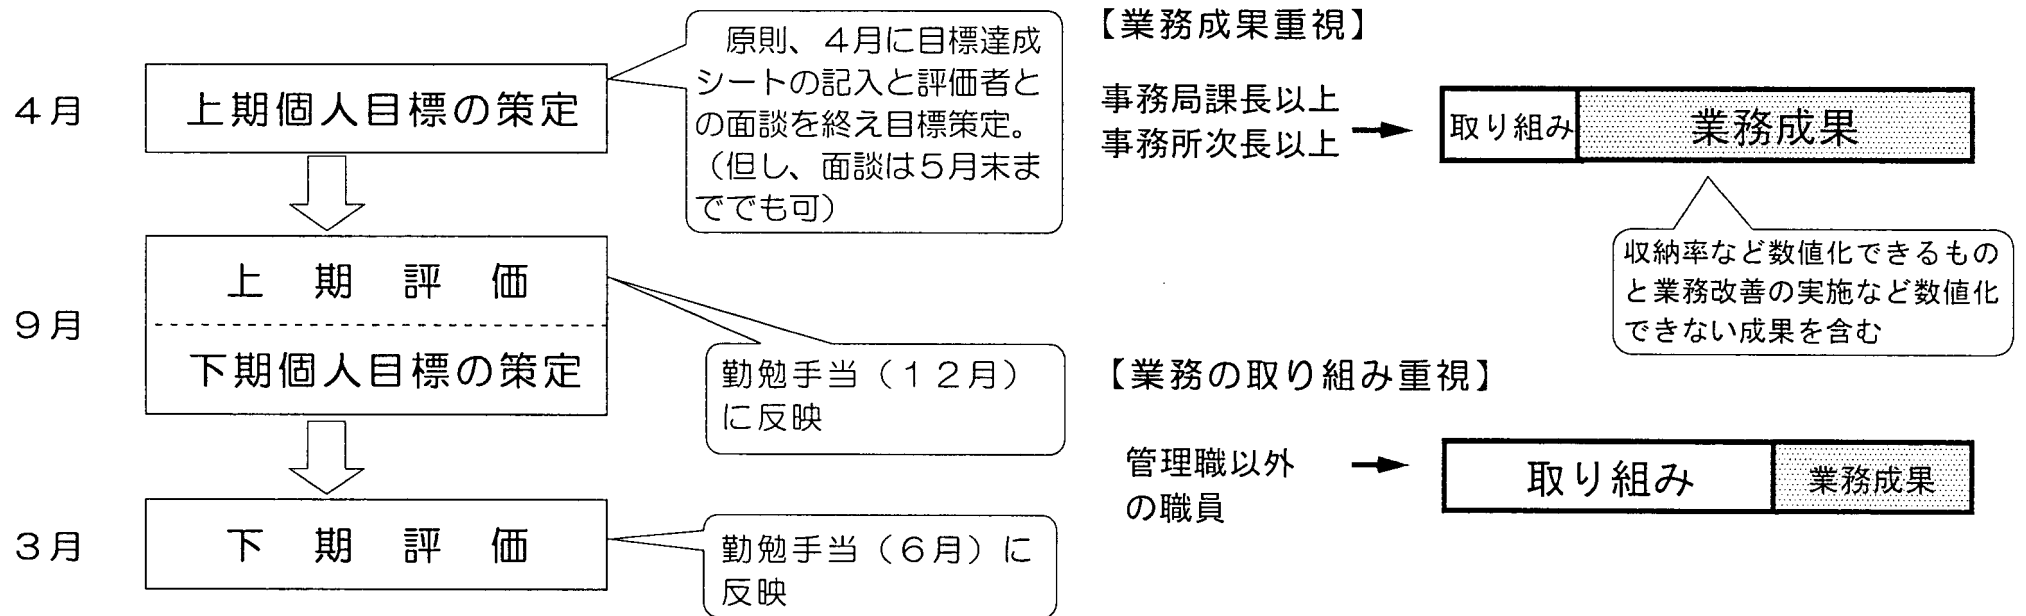 4月
上期個人目標の策定
原則、4月に目標達成
シートの記入と評価者と
の面談を終え目標策定。
(但し、面談は5月末ま
ででも可)
9月
上期評価
下期個人目標の策定
勤勉手当(12月)
に反映
3月
下期評価
勤勉手当(6月)に
反映
【業務成果重視】
事務局課長以上
事務所次長以上
取り組み
業務成果
収納率など数値化できるもの
と業務改善の実施など数値化
できない成果を含む
【業務の取り組み重視】
管理職以外
の職員
取り組み
業務成果